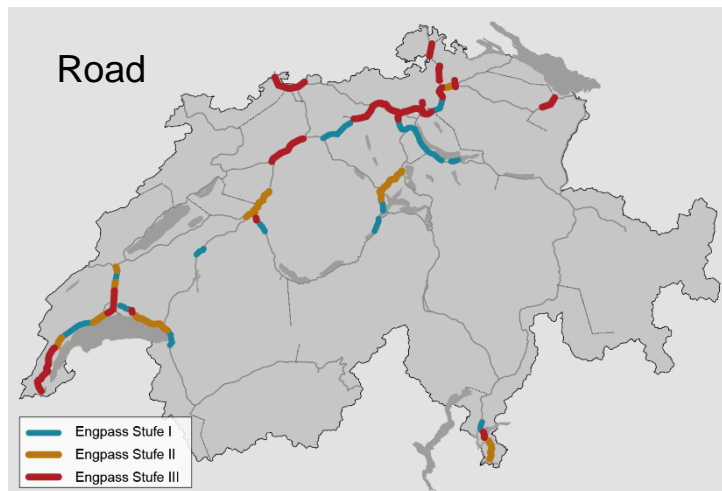 Road
Engpass Stufe I
Engpass Stufe II
Engpass Stufe III